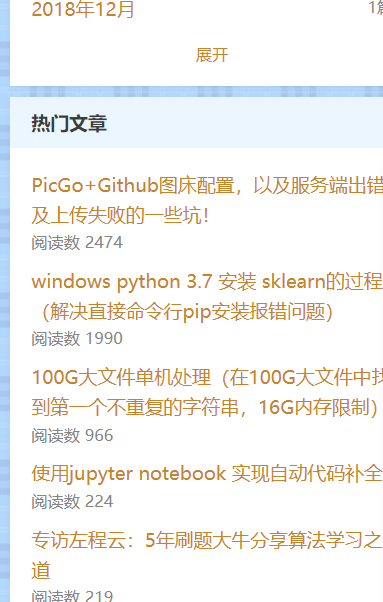 2018年12月
展开
热门文章
PicGo+Github图床配置，以及服务端出错
及上传失败的一些坑！
阅读数 2474
windows python 3.7 安装 sklearn的过程
（解决直接命令行pip安装报错问题）
阅读数 1990
100G大文件单机处理（在100G大文件中找
到第一个不重复的字符串，16G内存限制）
阅读数 966
使用jupyter notebook 实现自动代码补全
阅读数 224
专访左程云：5年刷题大牛分享算法学习之
道
阅读数 219